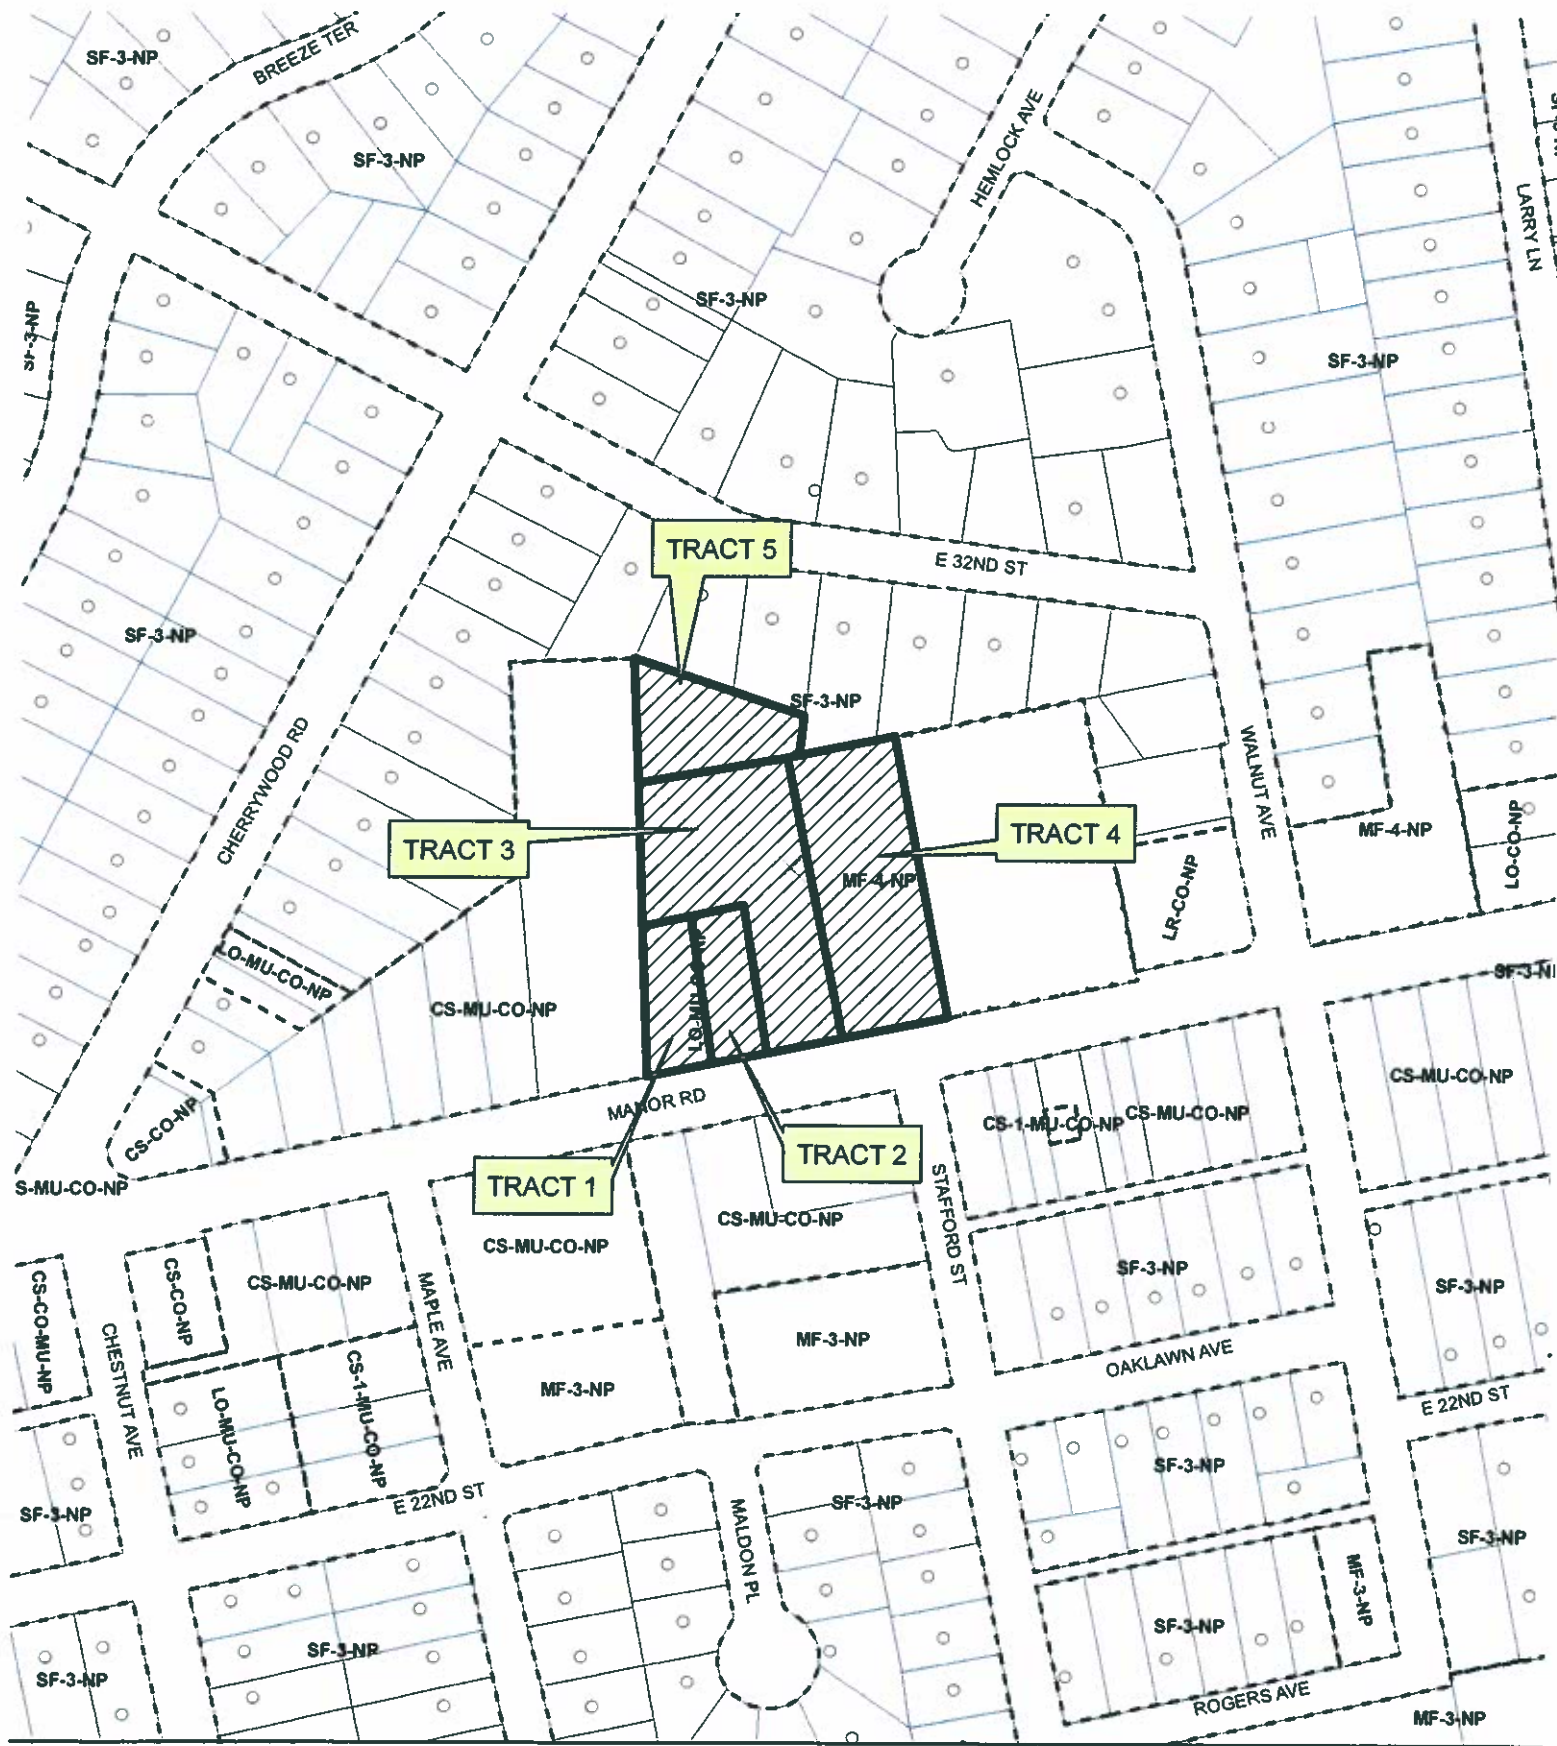 SF-3-NP
BREEZE TER
SF-3-NP
HEMLOCK AVE
LARRY LN
SF-3-NP
SF-3-NP
SF-3-NP
TRACT 5
E 32ND ST
SF-3-NP
SF-3-NP
CHERRYWOOD RD
WALNUT AVE
TRACT 3
TRACT 4
MF-4-NP
MF-4-NP
LO-CO-NP
LR-CO-NP
LO-MU-CO-NP
CS-MU-CO-NP
SF-3-N
MANOR RD
CS-CO-NP
CS-1-MU-CO-NP
CS-MU-CO-NP
CS-MU-CO-NP
TRACT 2
TRACT 1
S-MU-CO-NP
STAFFORD ST
CS-MU-CO-NP
CS-MU-CO-NP
CS-CO-MU-NP
CS-CO-NP
CS-MU-CO-NP
MAPLE AVE
SF-3-NP
SF-3-NP
CHESTNUT AVE
MF-3-NP
OAKLAWN AVE
MF-3-NP
LO-MU-CO-NP
CS-1-MU-CO-NP
E 22ND ST
E 22ND ST
SF-3-NP
SF-3-NP
SF-3-NP
MALDON PL
SF-3-NP
MF-3-NP
SF-3-NP
SF-3-NP
SF-3-NP
ROGERS AVE
MF-3-NP